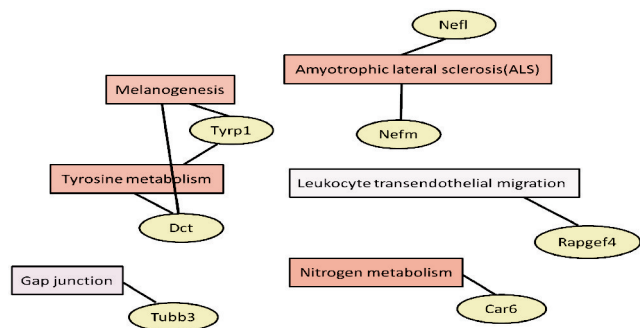 Nefl
Amyotrophic lateral sclerosis(ALS)
Melanogenesis
Tyrp1
Nefm
Tyrosine metabolism
Leukocyte transendothelial migration
Dct
Rapgef4
Gap junction
Nitrogen metabolism
Car6
Tubb3